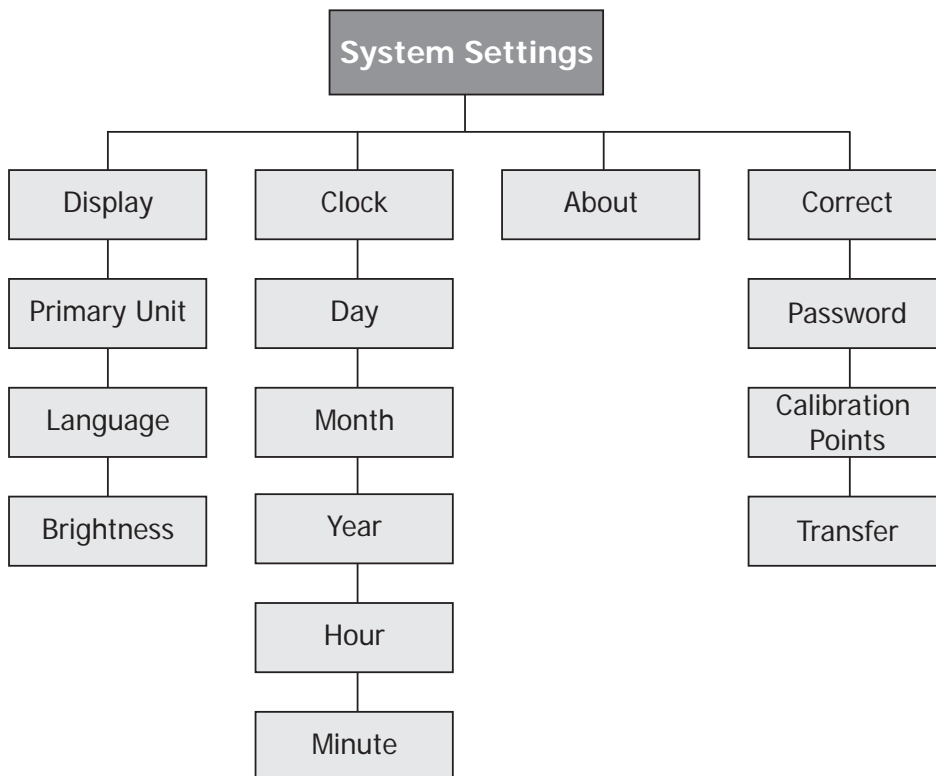 System Settings
Display
Clock
About
Correct
Primary Unit
Day
Password
Language
Month
Calibration
Points
Brightness
Year
Transfer
Hour
Minute